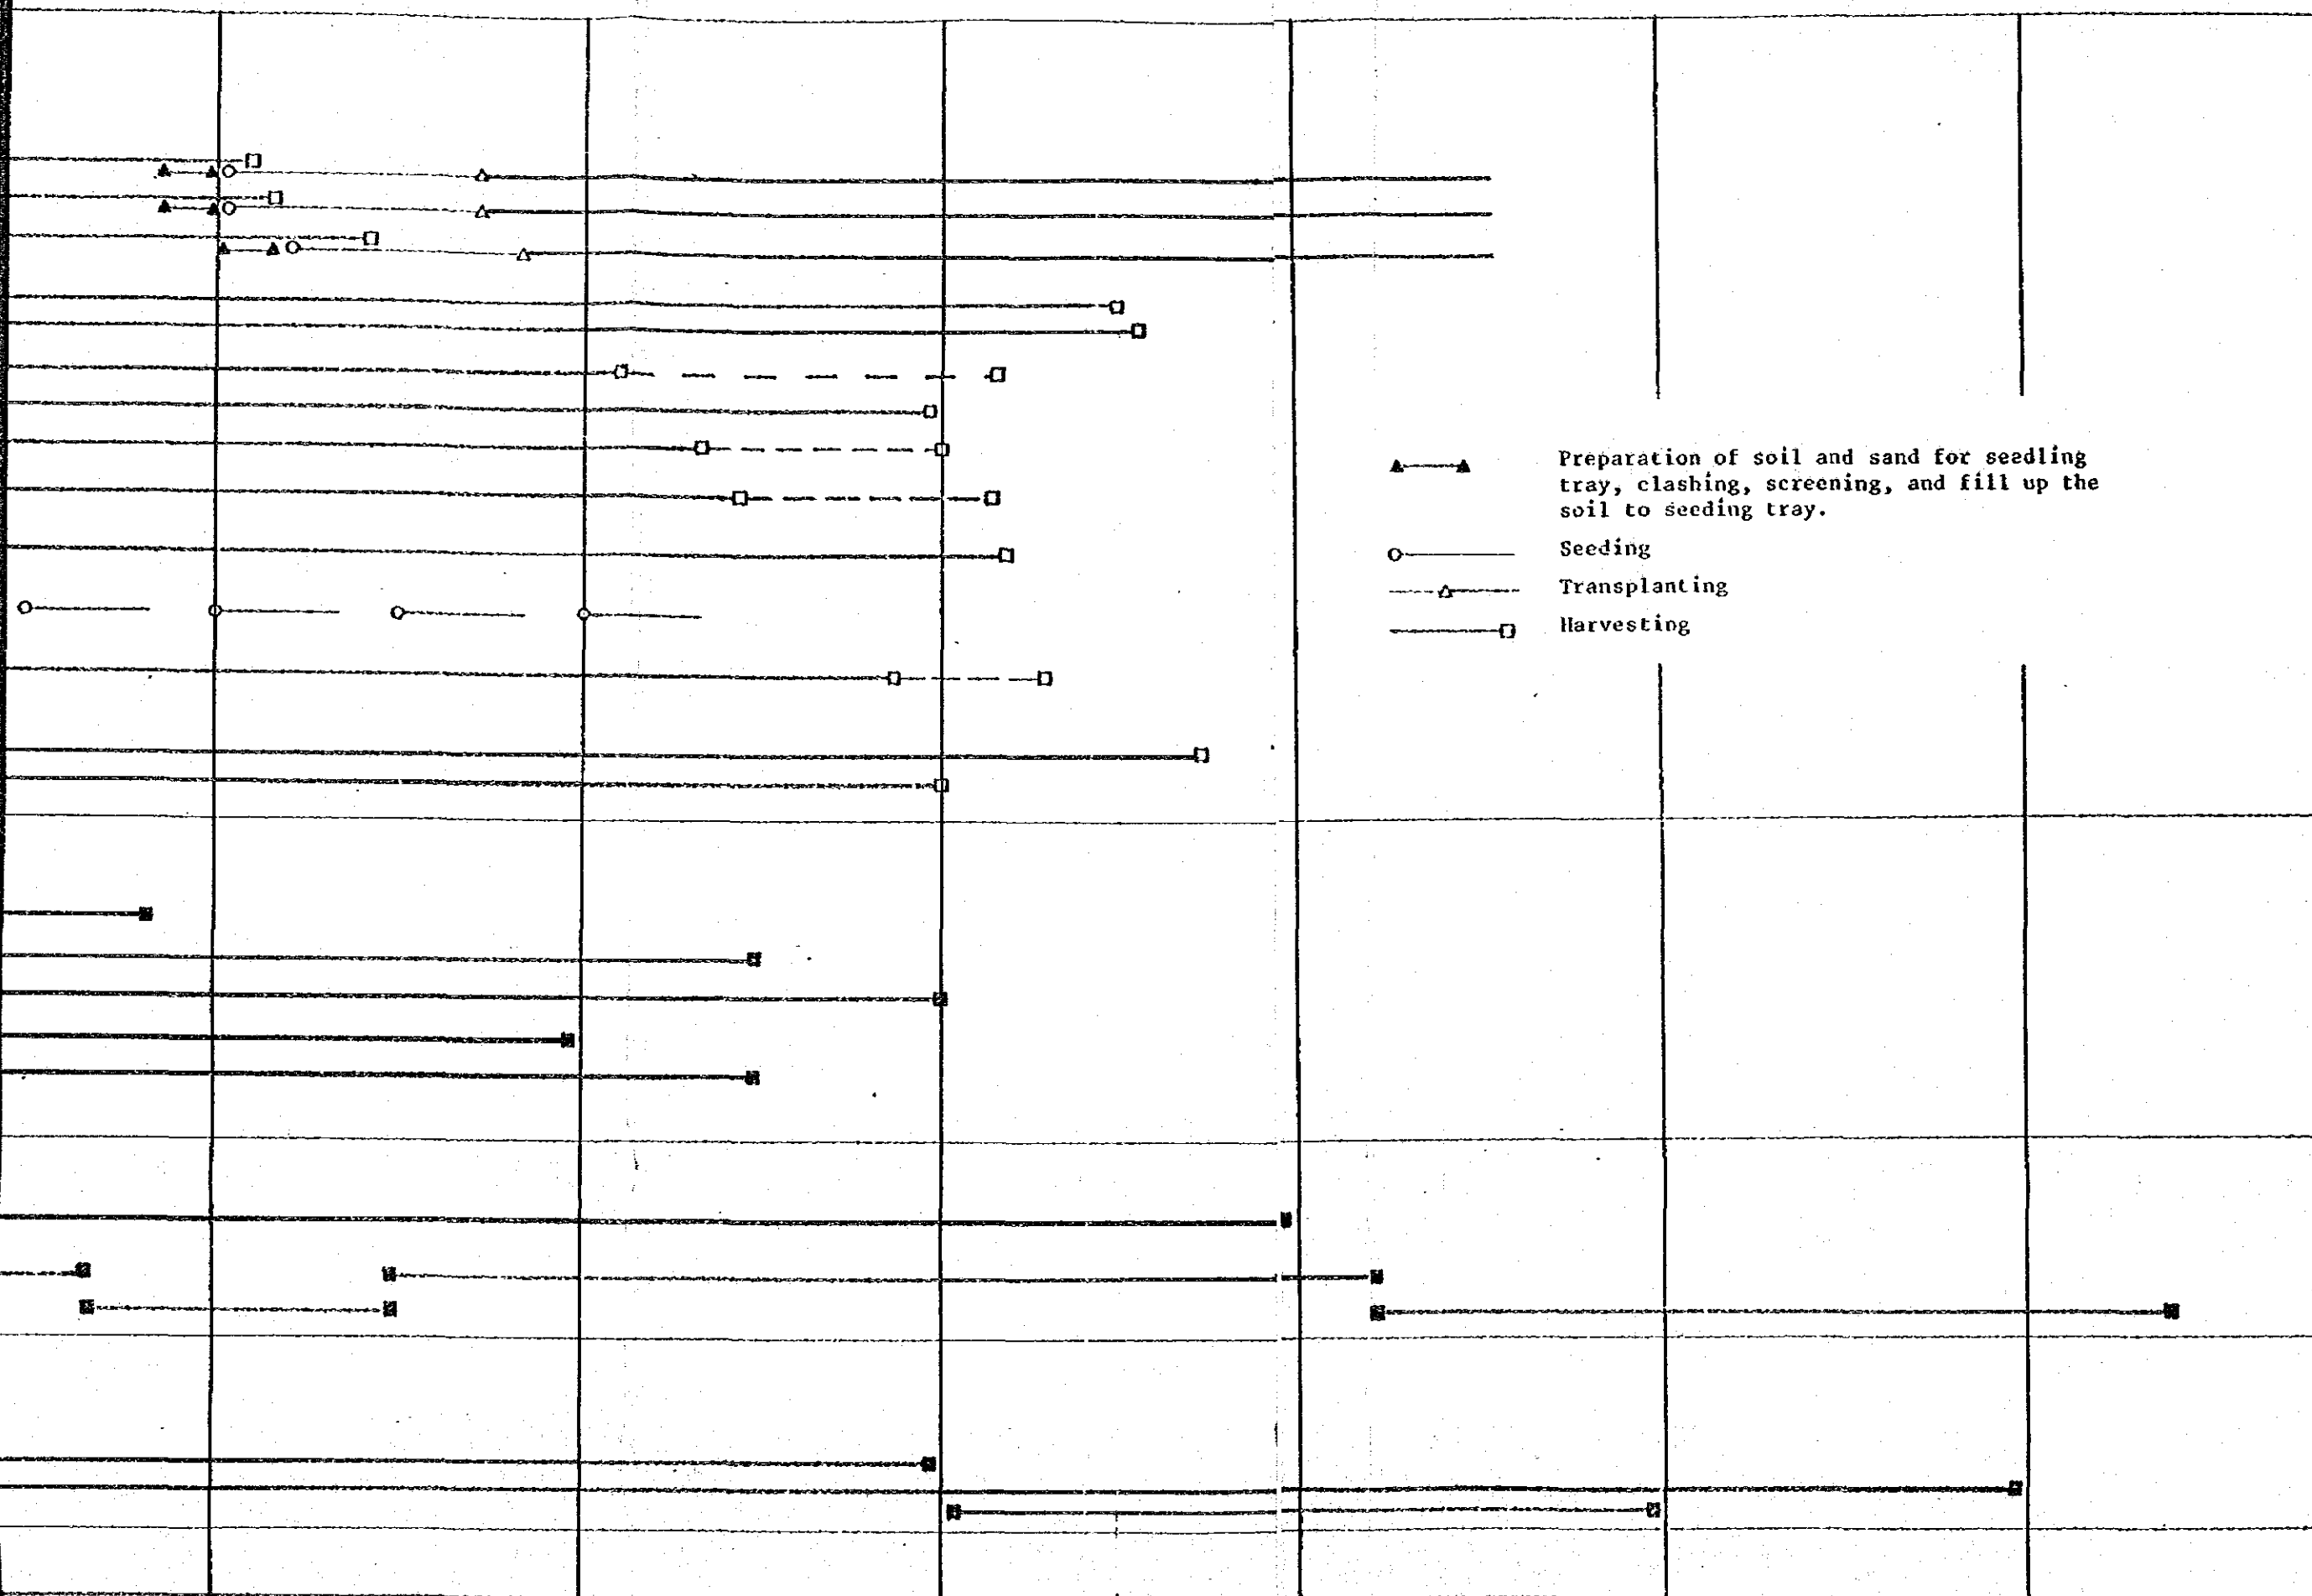 Preparation of soil and sand for seedling
tray, clashing, screening, and fill up the
soil to seeding tray.
Seeding
Transplanting
Harvesting